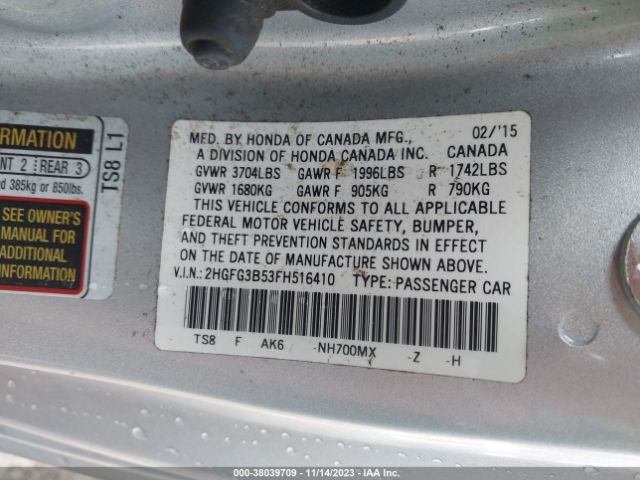 ORMATION
NT 2 REAR 3
d 385kg or 850lbs.
SEE OWNER'S
MANUAL FOR
ADDITIONAL
INFORMATION
TS8 L1
MFD. BY HONDA OF CANADA MFG., 02/'15
A DIVISION OF HONDA CANADA INC. CANADA
GVWR 3704LBS GAWR F 1996LBS R 1742LBS
GVWR 1680KG GAWR F 905KG R 790KG
THIS VEHICLE CONFORMS TO ALL APPLICABLE
FEDERAL MOTOR VEHICLE SAFETY, BUMPER,
AND THEFT PREVENTION STANDARDS IN EFFECT
ON THE DATE OF MANUFACTURE SHOWN ABOVE.
V.I.N.: 2HGFG3B53FH516410 TYPE: PASSENGER CAR
TS8 F AK6 -NH700MX -Z -H
000-38039709 - 11/14/2023 - IAA Inc.